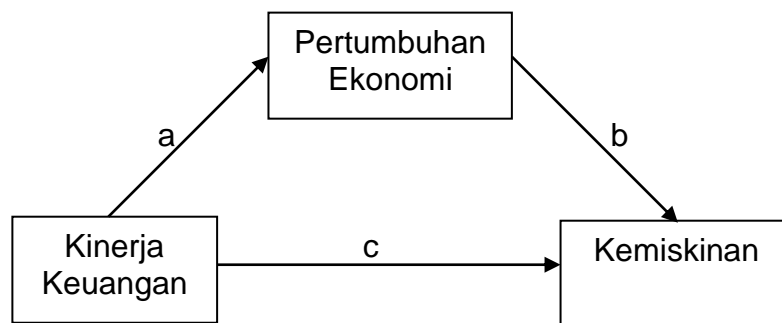 Pertumbuhan
Ekonomi
a
b
Kinerja
Keuangan
c
Kemiskinan